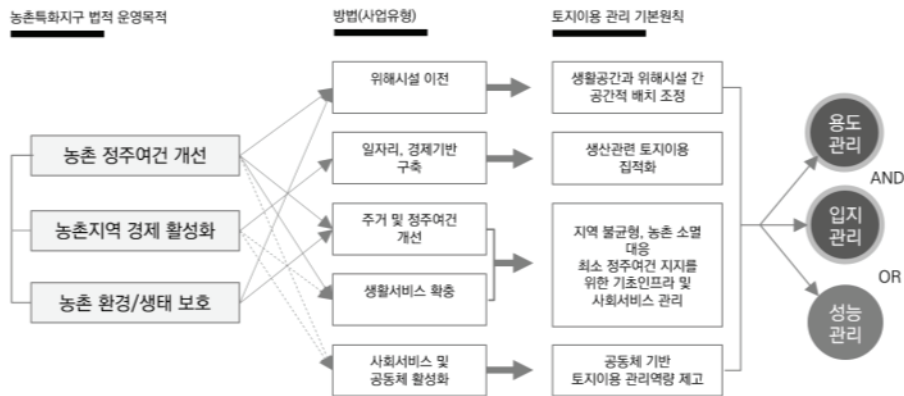 농촌특화지구 법적 운영목적
방법(사업유형)
토지이용 관리 기본원칙
농촌 정주여건 개선
농촌지역 경제 활성화
농촌 환경/생태 보호
위해시설 이전
일자리, 경제기반
구축
주거 및 정주여건
개선
생활서비스 확충
사회서비스 및
공동체 활성화
생활공간과 위해시설 간
공간적 배치 조정
생산관련 토지이용
집적화
지역 불균형, 농촌 소멸
대응
최소 정주여건 지지를
위한 기초인프라 및
사회서비스 관리
공동체 기반
토지이용 관리역량 제고
용도
관리
AND
입지
관리
OR
성능
관리